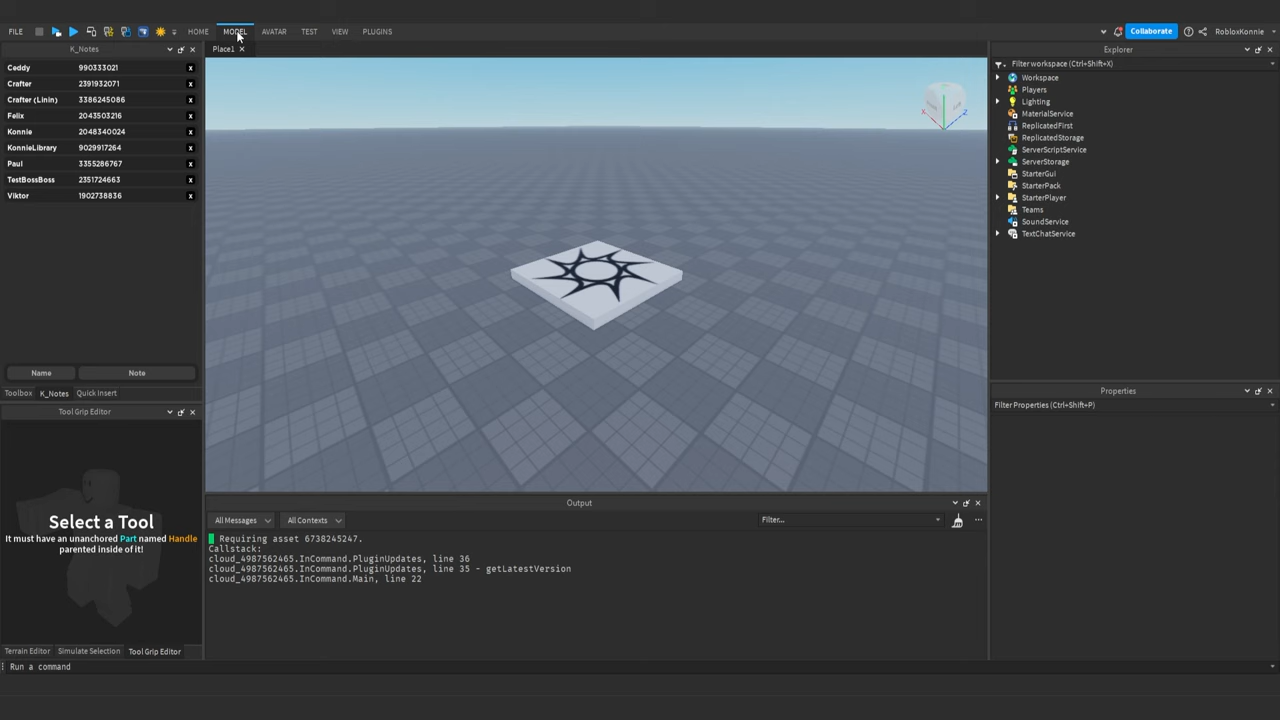 FILE
HOME
MODEL
AVATAR
TEST
VIEW
PLUGINS
Collaborate
RobloxKonnie
K_Notes
Ceddy 990333021 x
Crafter 2391932071 x
Crafter (Linin) 3386245086 x
Felix 2043503216 x
Konnie 2048340024 x
KonnieLibrary 9029917264 x
Paul 3355286767 x
TestBossBoss 2351724663 x
Viktor 1902738836 x
Name Note
Toolbox K_Notes Quick Insert
Tool Grip Editor
Select a Tool
It must have an unanchored Part named Handle
parented inside of it!
Terrain Editor Simulate Selection Tool Grip Editor
Run a command
Place1
X
Z
Output
All Messages All Contexts Filter...
Requiring asset 6738245247.
Callstack:
cloud_4987562465.InCommand.PluginUpdates, line 36
cloud_4987562465.InCommand.PluginUpdates, line 35 - getLatestVersion
cloud_4987562465.InCommand.Main, line 22
Explorer
Filter workspace (Ctrl+Shift+X)
Workspace
Players
Lighting
MaterialService
ReplicatedFirst
ReplicatedStorage
ServerScriptService
ServerStorage
StarterGui
StarterPack
StarterPlayer
Teams
SoundService
TextChatService
Properties
Filter Properties (Ctrl+Shift+P)